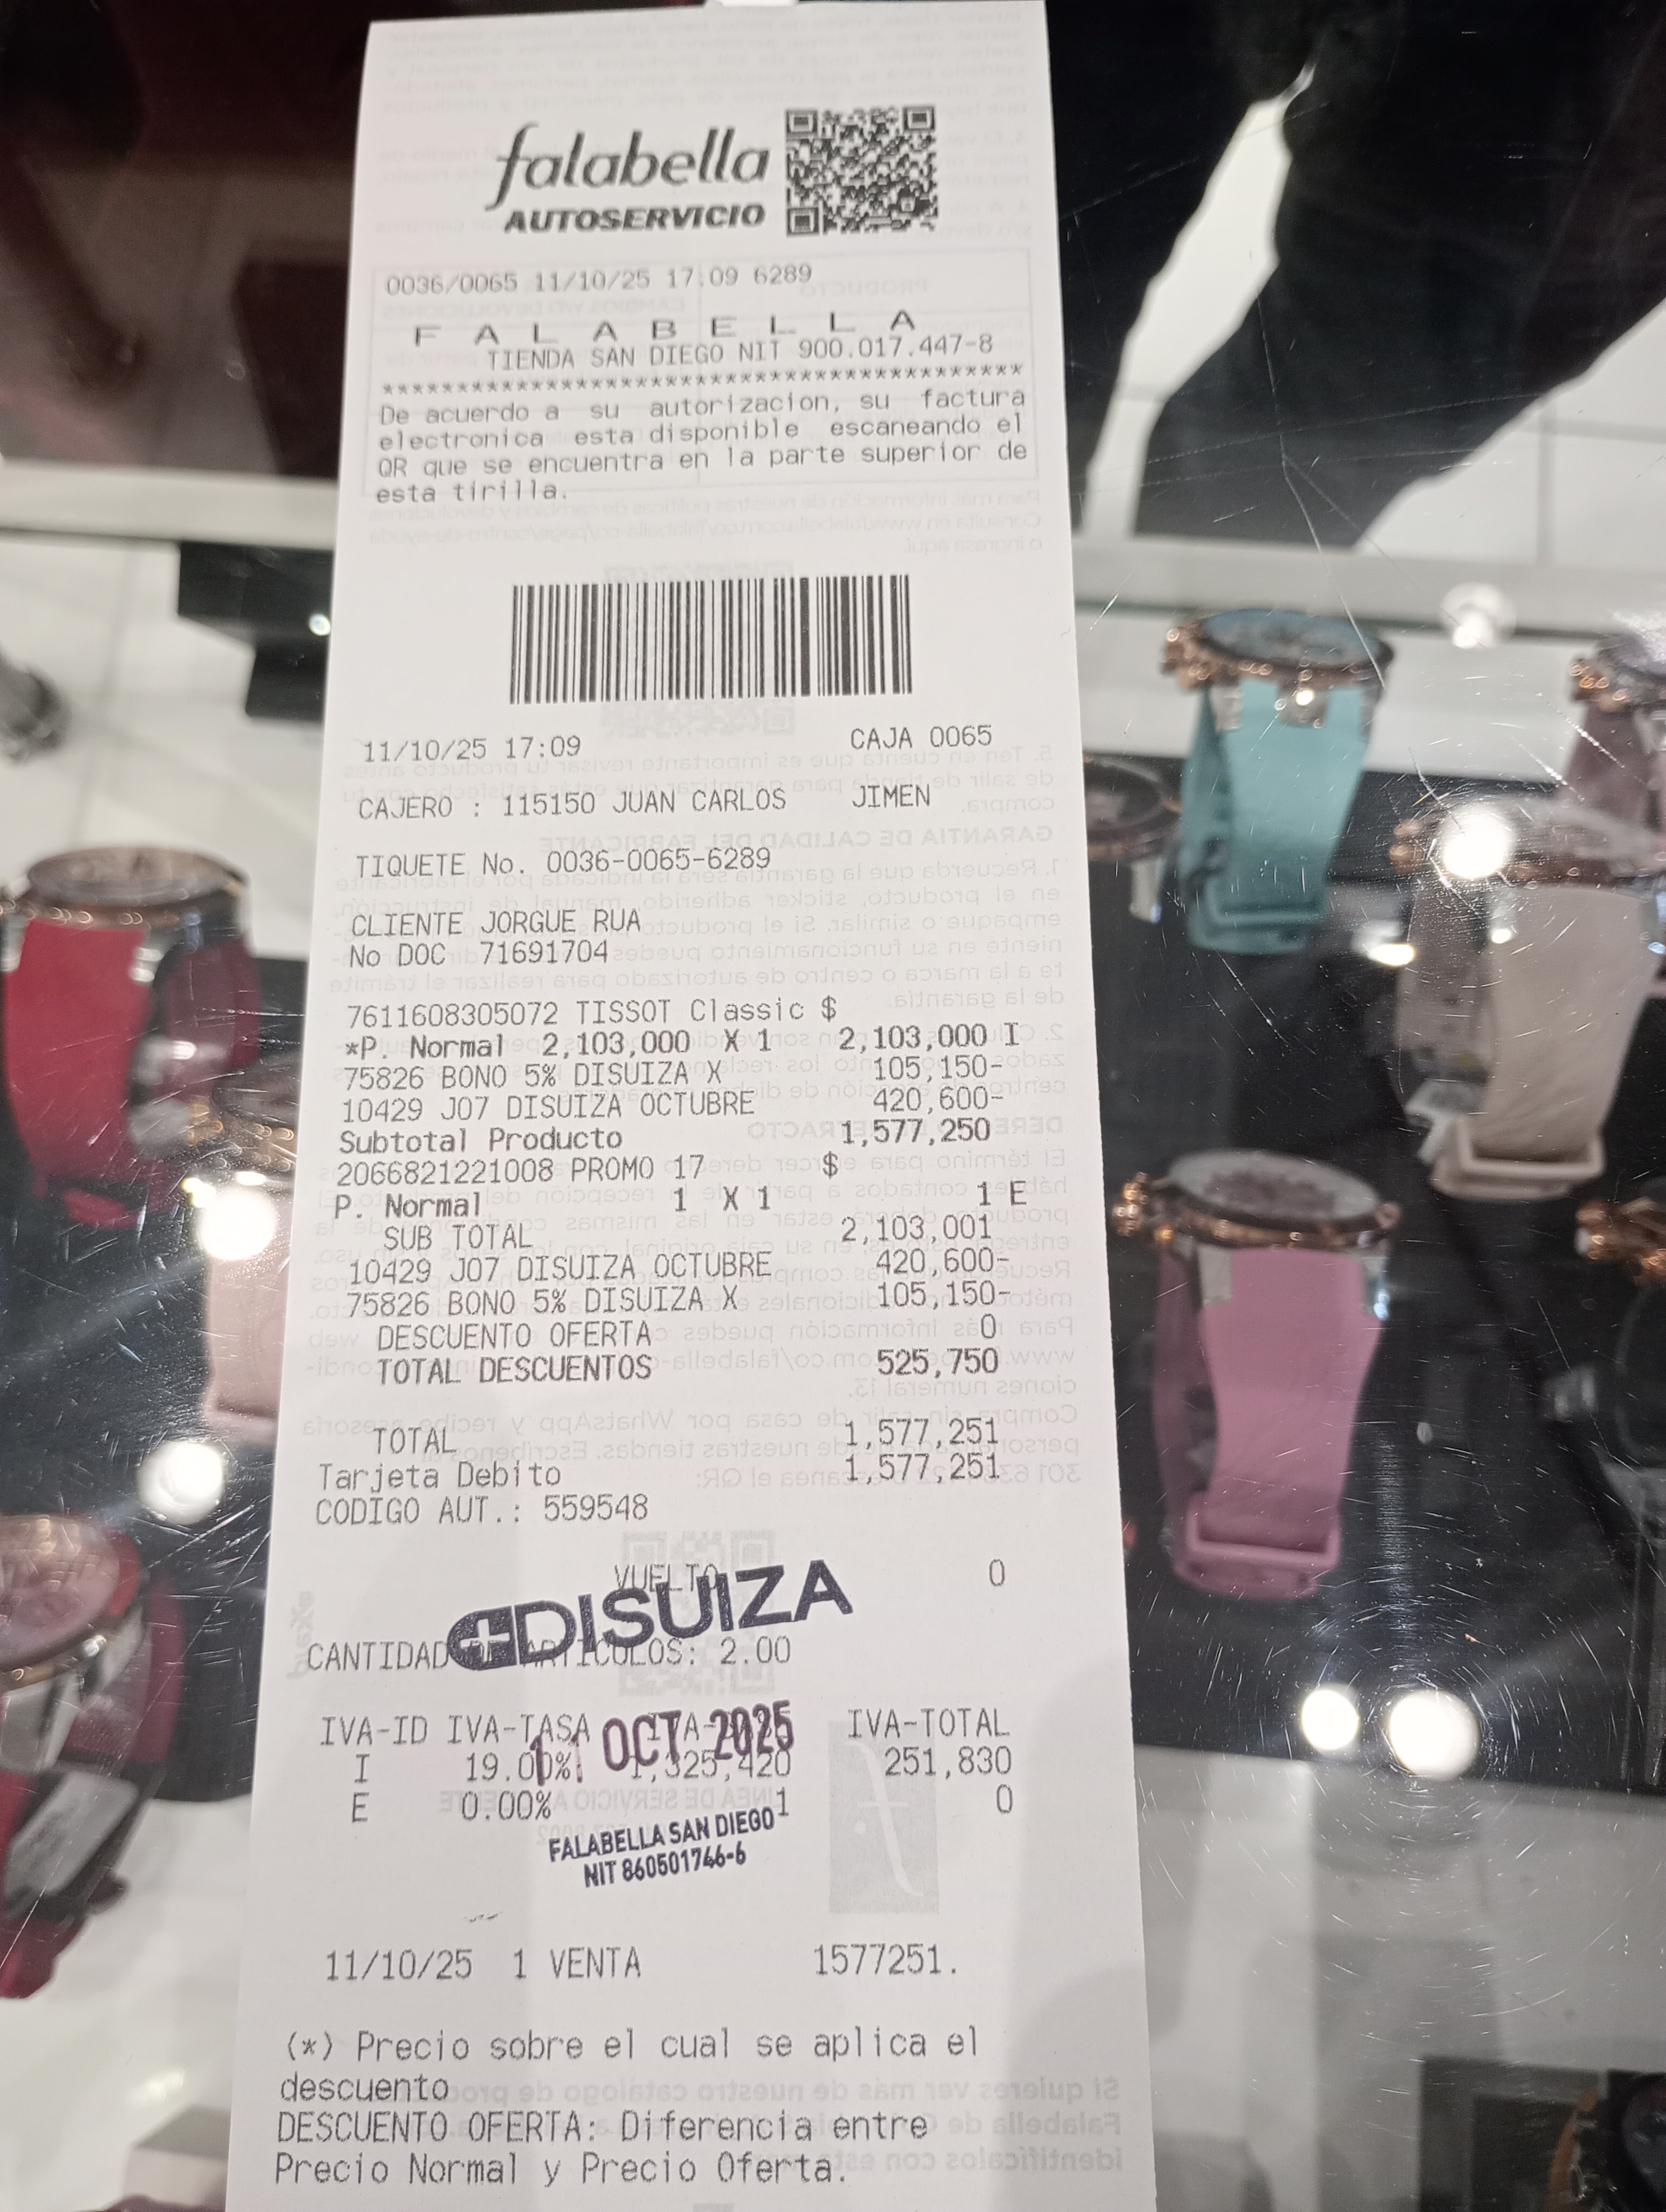 falabella
AUTOSERVICIO
0036/0065 11/10/25 17:09 6289
F A L A B E L L A
TIENDA SAN DIEGO NIT 900.017.447-8
******************************************
De acuerdo a su autorizacion, su factura
electronica esta disponible escaneando el
QR que se encuentra en la parte superior de
esta tirilla.
11/10/25 17:09 CAJA 0065
CAJERO : 115150 JUAN CARLOS JIMEN
TIQUETE No. 0036-0065-6289
CLIENTE JORGUE RUA
No DOC 71691704
7611608305072 TISSOT Classic $
*P. Normal 2,103,000 X 1 2,103,000 I
75826 BONO 5% DISUIZA X 105,150-
10429 J07 DISUIZA OCTUBRE 420,600-
Subtotal Producto 1,577,250
2066821221008 PROMO 17 $
P. Normal 1 X 1 1 E
SUB TOTAL 2,103,001
10429 J07 DISUIZA OCTUBRE 420,600-
75826 BONO 5% DISUIZA X 105,150-
DESCUENTO OFERTA 0
TOTAL DESCUENTOS 525,750
TOTAL 1,577,251
Tarjeta Debito 1,577,251
CODIGO AUT.: 559548
VUELTO 0
DISUIZA
CANTIDAD ARTICULOS: 2.00
IVA-ID IVA-TASA IVA-TOTAL
11 OCT 2025
I 19.00% 1,325,420 251,830
E 0.00% 1 0
FALABELLA SAN DIEGO
NIT 860501746-6
11/10/25 1 VENTA 1577251.
(*) Precio sobre el cual se aplica el
descuento
DESCUENTO OFERTA: Diferencia entre
Precio Normal y Precio Oferta.